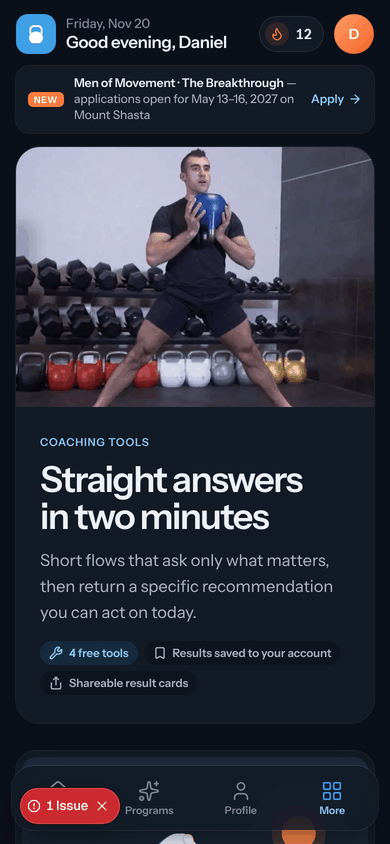 Friday, Nov 20
Good evening, Daniel
12
D
NEW
Men of Movement · The Breakthrough —
applications open for May 13–16, 2027 on
Mount Shasta
Apply →
COACHING TOOLS
Straight answers
in two minutes
Short flows that ask only what matters,
then return a specific recommendation
you can act on today.
4 free tools
Results saved to your account
Shareable result cards
1 Issue
Programs
Profile
More